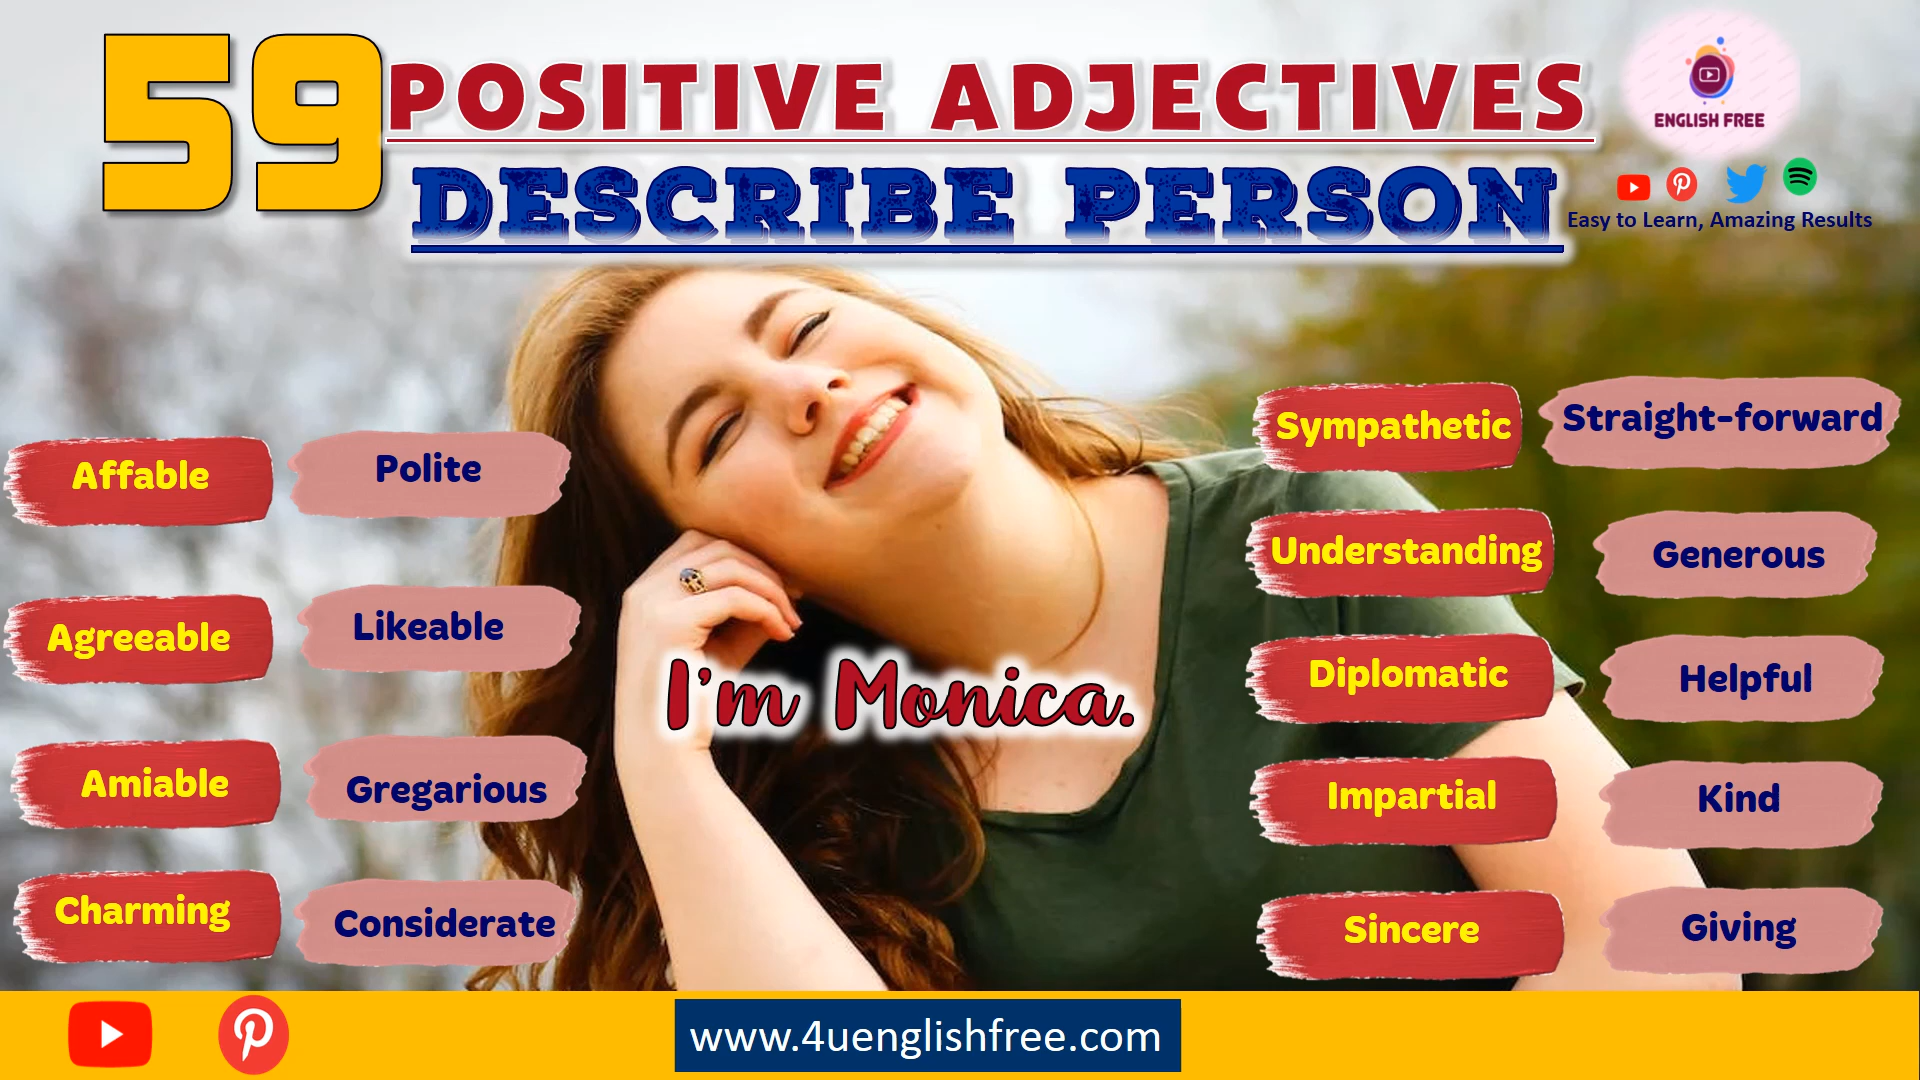 59
POSITIVE ADJECTIVES
DESCRIBE PERSON
ENGLISH FREE
Easy to Learn, Amazing Results
Affable
Polite
Agreeable
Likeable
Amiable
Gregarious
Charming
Considerate
I'm Monica.
Sympathetic
Straight-forward
Understanding
Generous
Diplomatic
Helpful
Impartial
Kind
Sincere
Giving
www.4uenglishfree.com